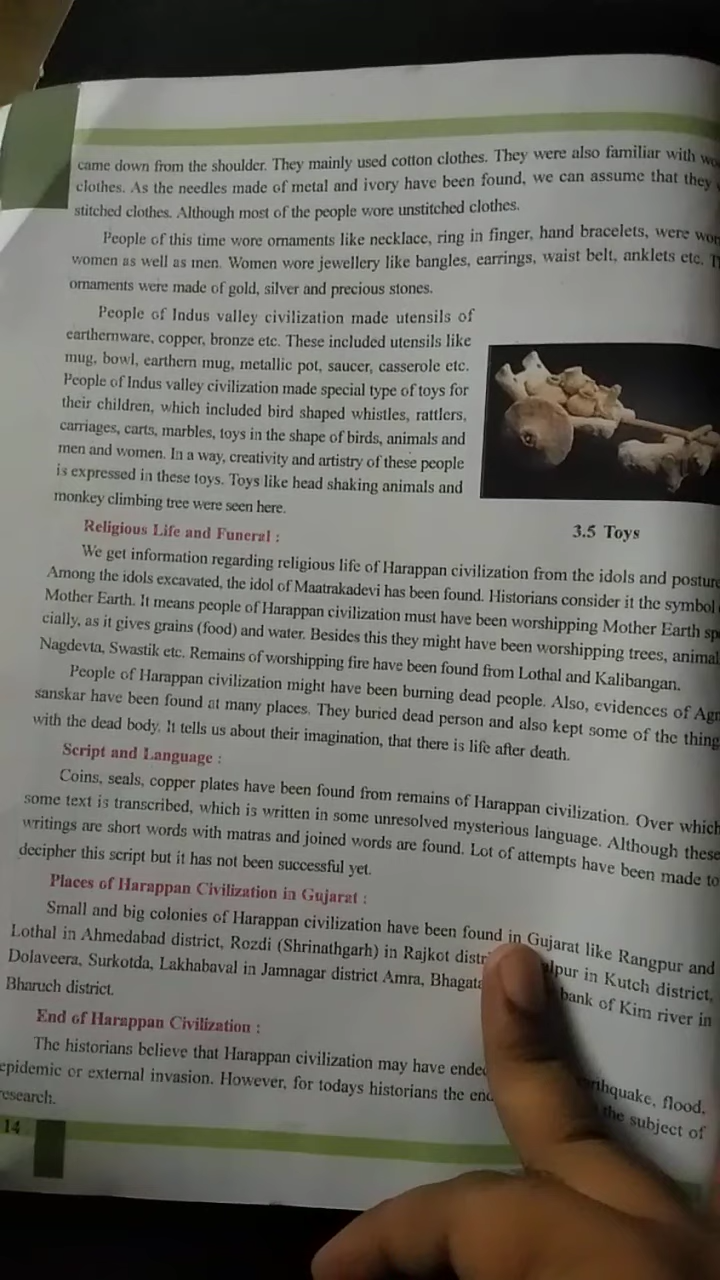 came down from the shoulder. They mainly used cotton clothes. They were also familiar with
clothes. As the needles made of metal and ivory have been found, we can assume that they
stitched clothes. Although most of the people wore unstitched clothes.
People of this time wore ornaments like necklace, ring in finger, hand bracelets, were
women as well as men. Women wore jewellery like bangles, earrings, waist belt, anklets etc.
ornaments were made of gold, silver and precious stones.
People of Indus valley civilization made utensils of
earthernware, copper, bronze etc. These included utensils like
mug, bowl, earthern mug, metallic pot, saucer, casserole etc.
People of Indus valley civilization made special type of toys for
their children, which included bird shaped whistles, rattlers,
carriages, carts, marbles, toys in the shape of birds, animals and
men and women. In a way, creativity and artistry of these people
is expressed in these toys. Toys like head shaking animals and
monkey climbing tree were seen here.
3.5 Toys
Religious Life and Funeral :
We get information regarding religious life of Harappan civilization from the idols and
Among the idols excavated, the idol of Maatrakadevi has been found. Historians consider it the symbol
Mother Earth. It means people of Harappan civilization must have been worshipping Mother Earth
cially, as it gives grains (food) and water. Besides this they might have been worshipping trees,
Nagdevta, Swastik etc. Remains of worshipping fire have been found from Lothal and Kalibangan.
People of Harappan civilization might have been burning dead people. Also, evidences of
sanskar have been found at many places. They buried dead person and also kept some of the
with the dead body. It tells us about their imagination, that there is life after death.
Script and Language :
Coins, seals, copper plates have been found from remains of Harappan civilization. Over which
some text is transcribed, which is written in some unresolved mysterious language. Although these
writings are short words with matras and joined words are found. Lot of attempts have been made to
decipher this script but it has not been successful yet.
Places of Harappan Civilization in Gujarat :
Small and big colonies of Harappan civilization have been found in Gujarat like Rangpur and
Lothal in Ahmedabad district, Rozdi (Shrinathgarh) in Rajkot in Kutch district,
Dolaveera, Surkotda, Lakhabaval in Jamnagar district Amra, bank of Kim river in
Bharuch district.
End of Harappan Civilization :
The historians believe that Harappan civilization may have flood,
epidemic or external invasion. However, for todays historians the the subject of
research.
14